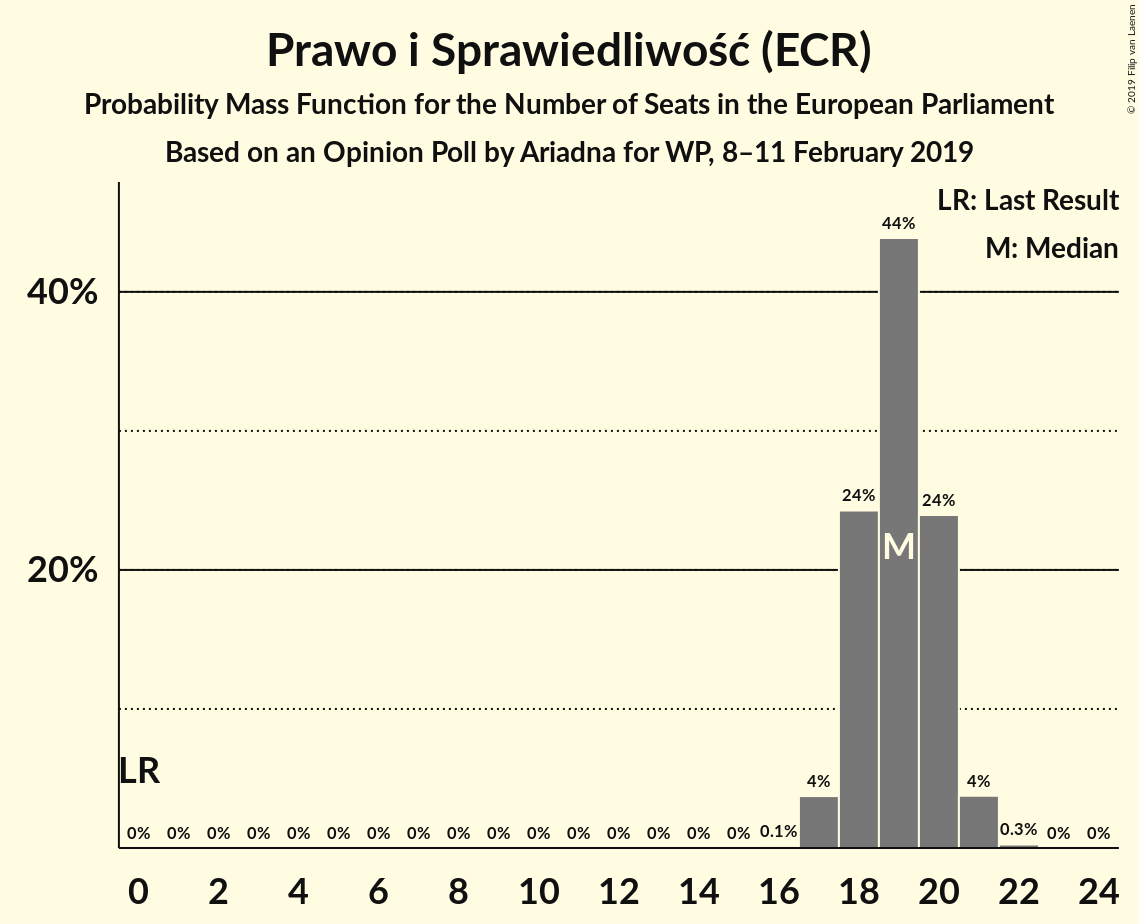 Prawo i Sprawiedliwość (ECR)
Probability Mass Function for the Number of Seats in the European Parliament
Based on an Opinion Poll by Ariadna for WP, 8–11 February 2019
© 2019 Filip van Laenen
LR: Last Result
M: Median
44%
40%
24%
24%
M
20%
LR
4%
4%
0% 0% 0% 0% 0% 0% 0% 0% 0% 0% 0% 0% 0% 0% 0% 0% 0.1% 0.3% 0% 0%
0 2 4 6 8 10 12 14 16 18 20 22 24